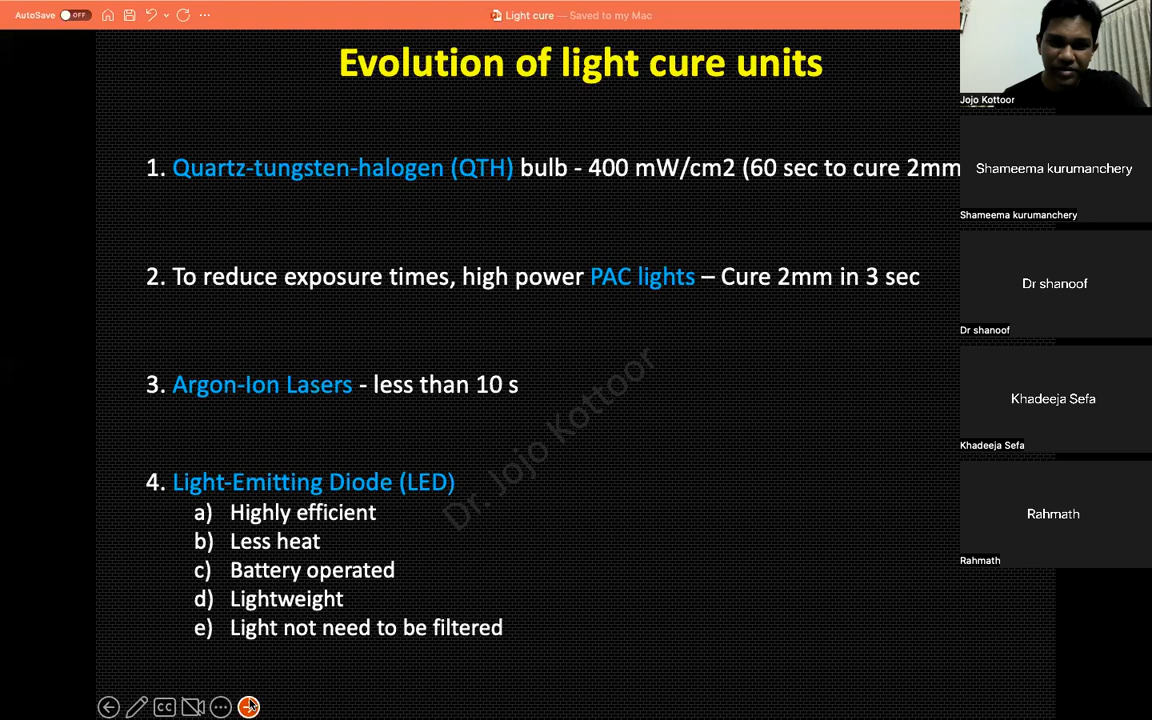 AutoSave OFF
Light cure — Saved to my Mac
Evolution of light cure units
1. Quartz-tungsten-halogen (QTH) bulb - 400 mW/cm2 (60 sec to cure 2mm
2. To reduce exposure times, high power PAC lights – Cure 2mm in 3 sec
3. Argon-Ion Lasers - less than 10 s
4. Light-Emitting Diode (LED)
a) Highly efficient
b) Less heat
c) Battery operated
d) Lightweight
e) Light not need to be filtered
Dr. Jojo Kottoor
CC
Jojo Kottoor
Shameema kurumanchery
Shameema kurumanchery
Dr shanoof
Dr shanoof
Khadeeja Sefa
Khadeeja Sefa
Rahmath
Rahmath